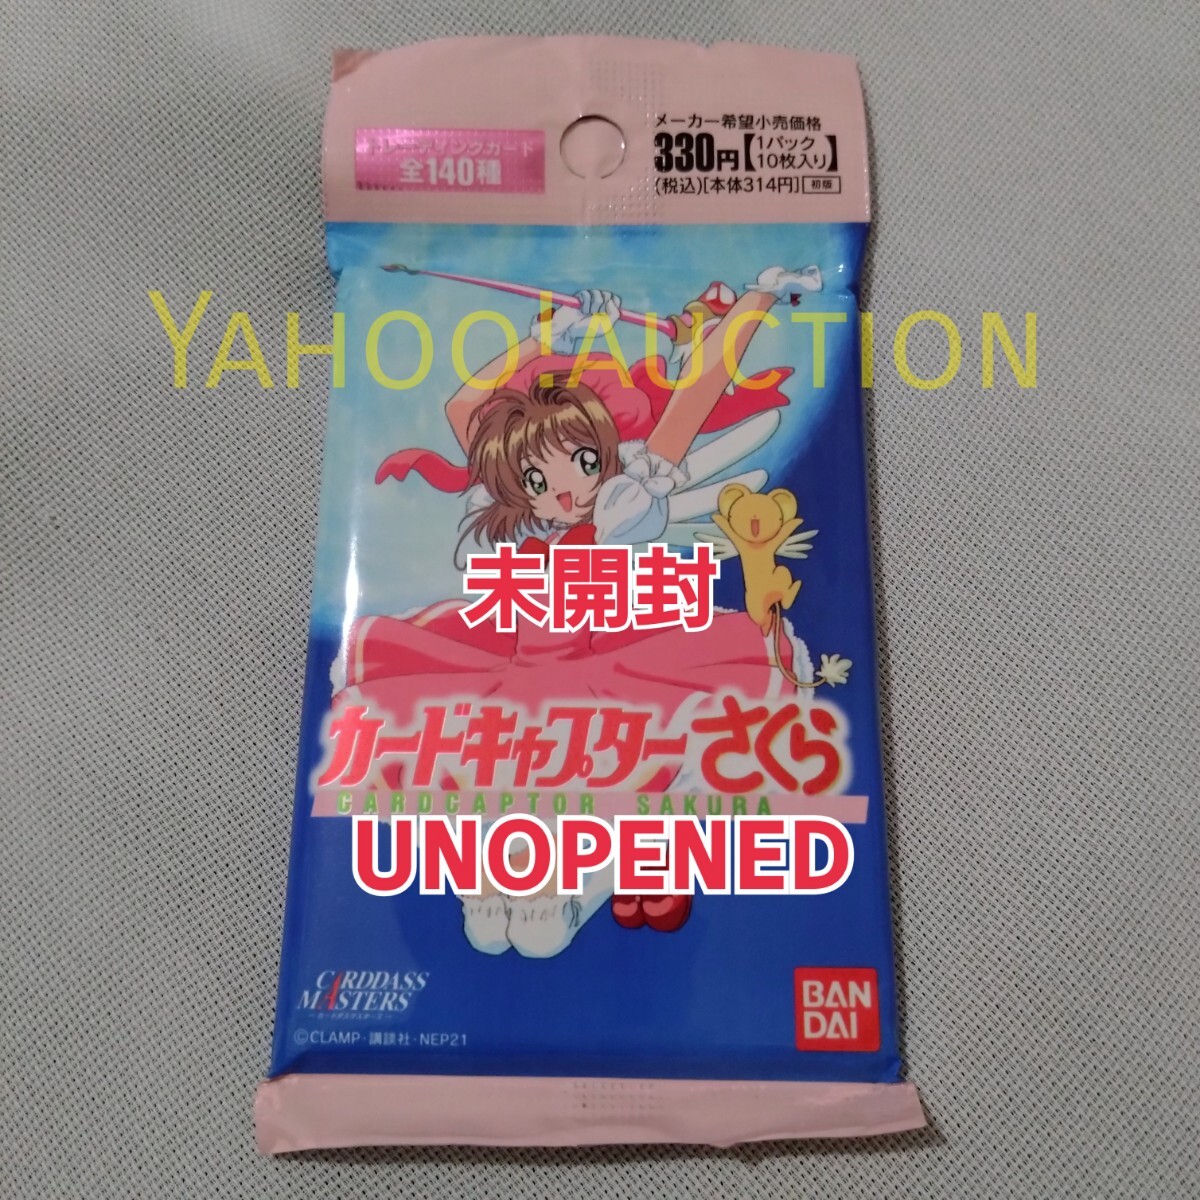 メーカー希望小売価格
トレーディングカード
全140種
330円【1パック10枚入り】
(税込)[本体314円] 初版
YAHOO!AUCTION
未開封
カードキャプターさくら
CARDCAPTOR SAKURA
UNOPENED
CARDDASS
MASTERS
－カードダスマスターズ－
BAN
DAI
©CLAMP・講談社・NEP21